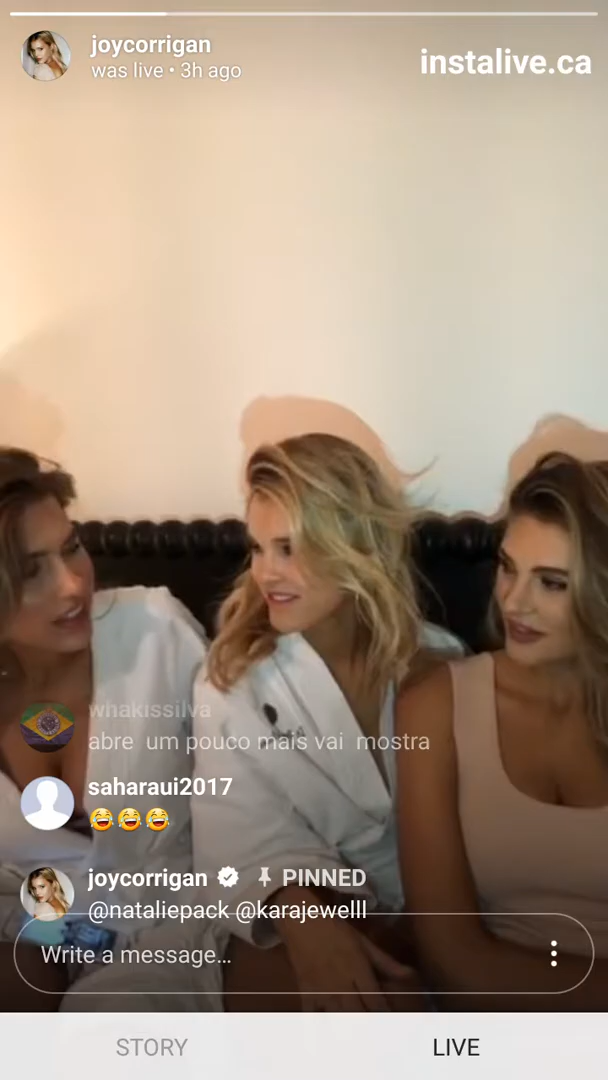 joycorrigan
was live • 3h ago
instalive.ca
whakissilva
abre um pouco mais vai mostra
saharaui2017
😂😂😂
joycorrigan PINNED
@nataliepack @karajewelll
Write a message...
STORY
LIVE